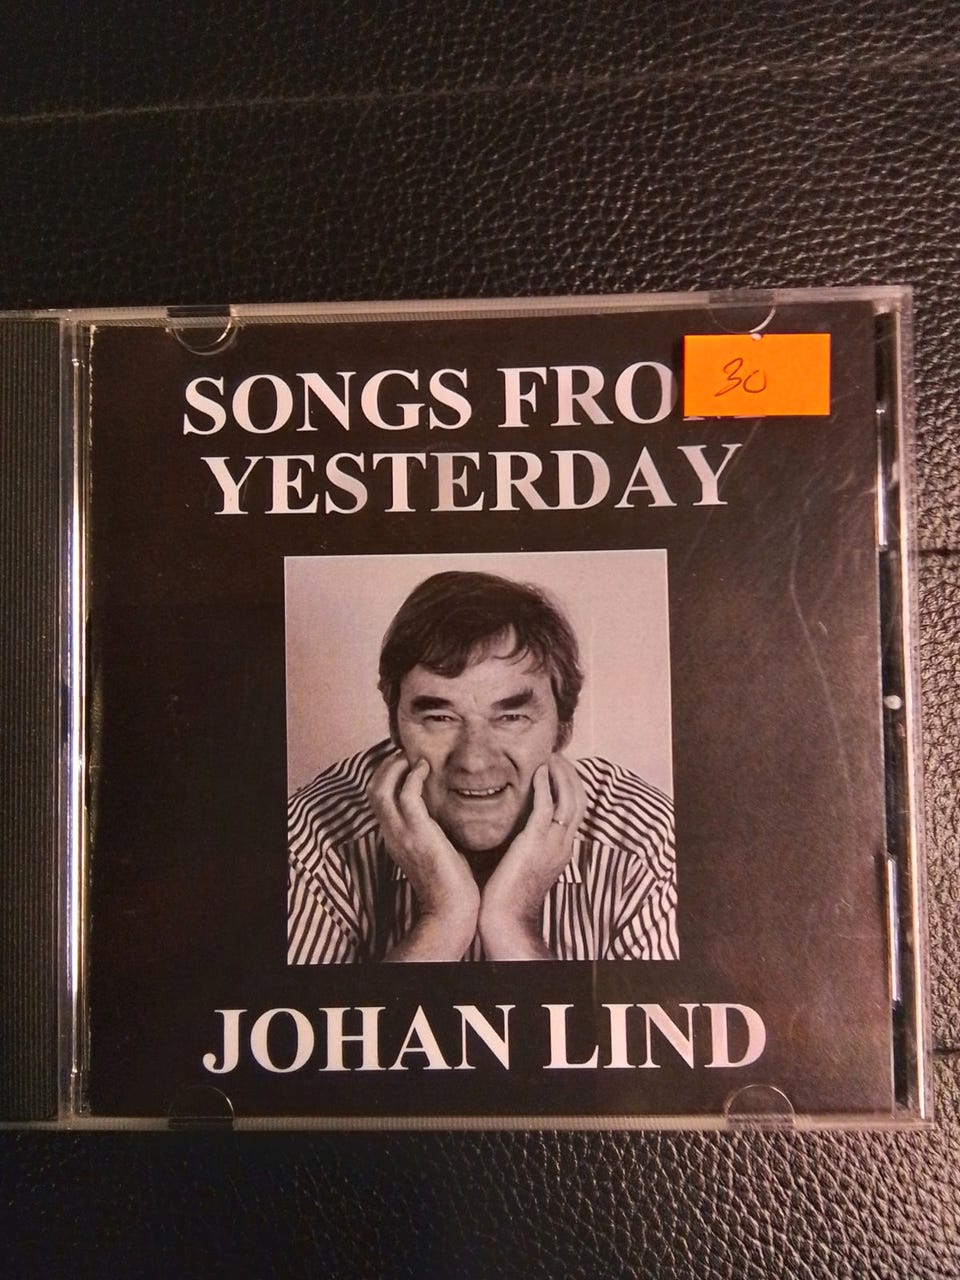 SONGS FROM
30
YESTERDAY
JOHAN LIND